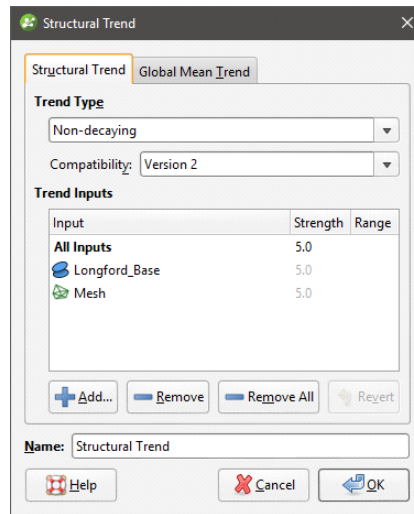 Structural Trend
Structural Trend Global Mean Trend
Trend Type
Non-decaying
Compatibility: Version 2
Trend Inputs
Input Strength Range
All Inputs 5.0
Longford_Base 5.0
Mesh 5.0
Add... Remove Remove All Revert
Name: Structural Trend
Help Cancel OK